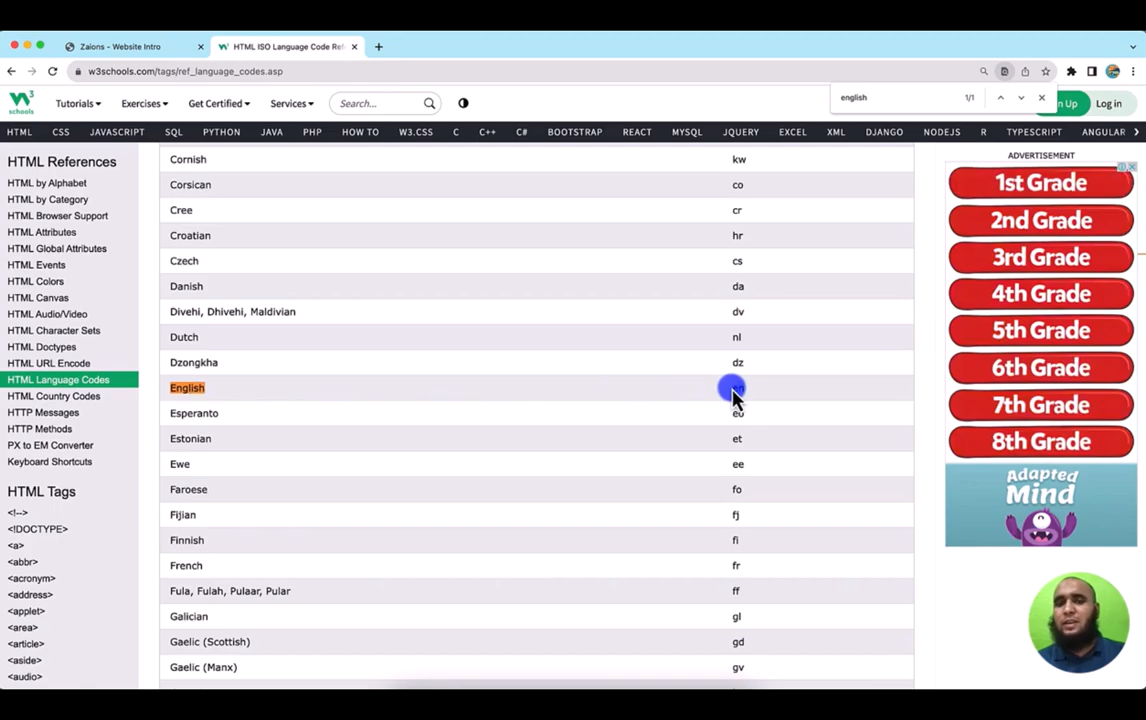 Zaions - Website Intro
HTML ISO Language Code Ref
w3schools.com/tags/ref_language_codes.asp
english 1/1
W3 schools
Tutorials Exercises Get Certified Services Search... Up Log in
HTML CSS JAVASCRIPT SQL PYTHON JAVA PHP HOW TO W3.CSS C C++ C# BOOTSTRAP REACT MYSQL JQUERY EXCEL XML DJANGO NODEJS R TYPESCRIPT ANGULAR
HTML References
HTML by Alphabet
HTML by Category
HTML Browser Support
HTML Attributes
HTML Global Attributes
HTML Events
HTML Colors
HTML Canvas
HTML Audio/Video
HTML Character Sets
HTML Doctypes
HTML URL Encode
HTML Language Codes
HTML Country Codes
HTTP Messages
HTTP Methods
PX to EM Converter
Keyboard Shortcuts
HTML Tags
<!-->
<!DOCTYPE>
<a>
<abbr>
<acronym>
<address>
<applet>
<area>
<article>
<aside>
<audio>
Cornish kw
Corsican co
Cree cr
Croatian hr
Czech cs
Danish da
Divehi, Dhivehi, Maldivian dv
Dutch nl
Dzongkha dz
English
Esperanto eo
Estonian et
Ewe ee
Faroese fo
Fijian fj
Finnish fi
French fr
Fula, Fulah, Pulaar, Pular ff
Galician gl
Gaelic (Scottish) gd
Gaelic (Manx) gv
ADVERTISEMENT
1st Grade
2nd Grade
3rd Grade
4th Grade
5th Grade
6th Grade
7th Grade
8th Grade
Adapted
Mind